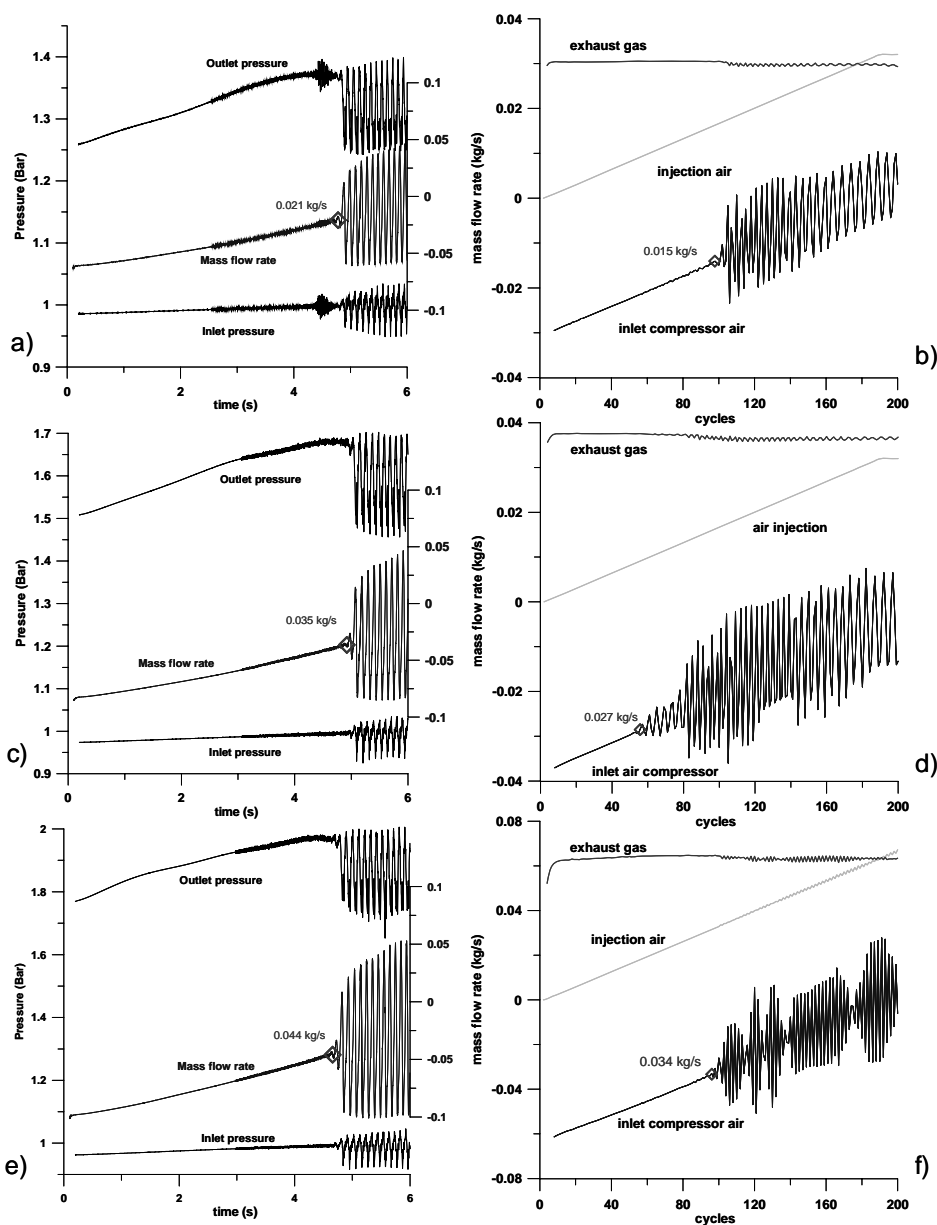 1.4
1.3
1.2
1.1
1
0.9
Pressure (Bar)
Outlet pressure
0.1
0.05
0
-0.05
-0.1
0.021 kg/s
Mass flow rate
Inlet pressure
a)
0 2 4 6
time (s)
0.04
0.02
0
-0.02
-0.04
mass flow rate (kg/s)
exhaust gas
injection air
0.015 kg/s
inlet compressor air
b)
0 40 80 120 160 200
cycles
1.7
1.6
1.5
1.4
1.3
1.2
1.1
1
0.9
Pressure (Bar)
Outlet pressure
0.1
0.05
0
-0.05
-0.1
0.035 kg/s
Mass flow rate
Inlet pressure
c)
0 2 4 6
time (s)
0.04
0.02
0
-0.02
-0.04
mass flow rate (kg/s)
exhaust gas
air injection
0.027 kg/s
inlet air compressor
d)
0 40 80 120 160 200
cycles
2
1.8
1.6
1.4
1.2
1
Pressure (Bar)
Outlet pressure
0.1
0.05
0
-0.05
-0.1
0.044 kg/s
Mass flow rate
Inlet pressure
e)
0 2 4 6
time (s)
0.08
0.04
0
-0.04
-0.08
mass flow rate (kg/s)
exhaust gas
injection air
0.034 kg/s
inlet compressor air
f)
0 20 40 60 80 100 120 140 160 180 200
cycles